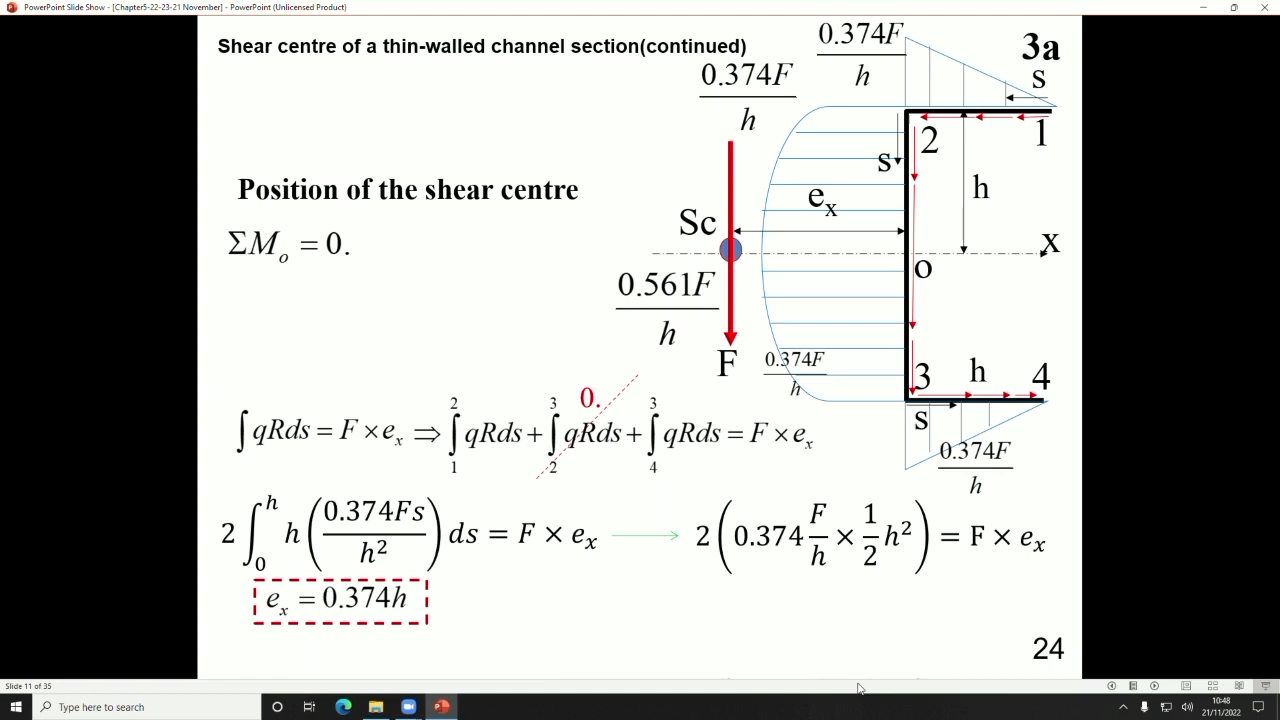 PowerPoint Slide Show - [Chapter5-22-23-21 November] - PowerPoint (Unlicensed Product)
Shear centre of a thin-walled channel section(continued)
0.374F
h
3a
s
0.374F
h
2
1
s
Position of the shear centre
h
e_x
Sc
ΣM_o = 0.
x
o
0.561F
h
F
0.374F
h
3
h
4
s
0.
∫qRds = F × e_x ⇒ ∫_1^2 qRds + ∫_2^3 qRds + ∫_4^3 qRds = F × e_x
0.374F
h
2 ∫_0^h h (0.374Fs / h²) ds = F × e_x
2 (0.374 F/h × 1/2 h²) = F × e_x
e_x = 0.374h
24
Slide 11 of 35
Type here to search
10:48
21/11/2022